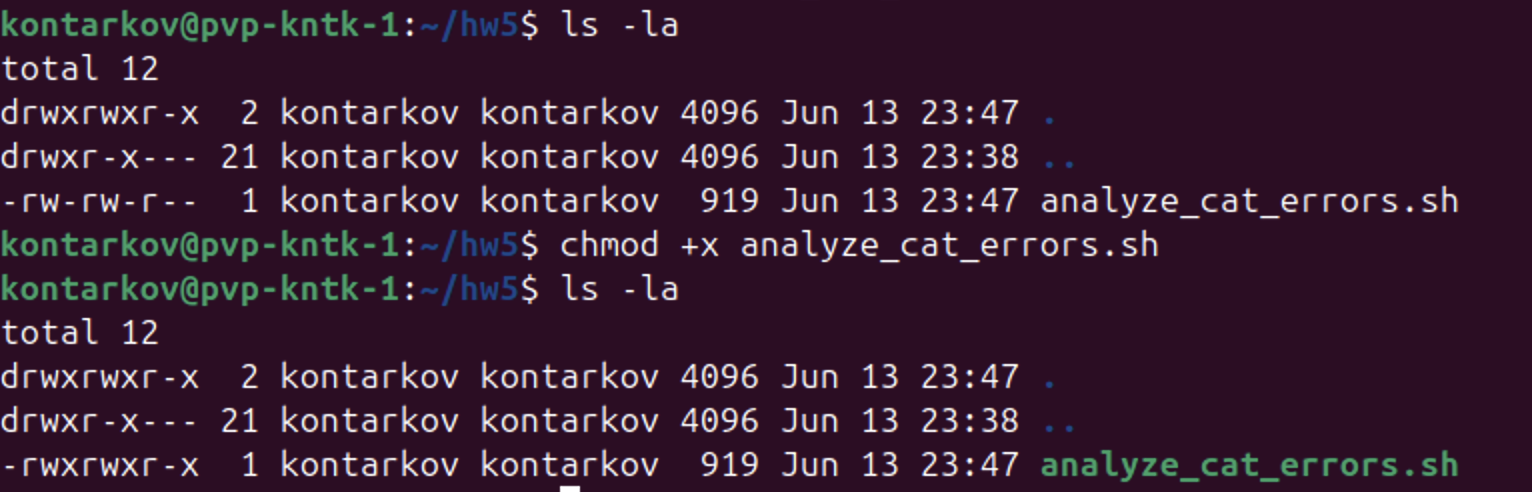 kontarkov@pvp-kntk-1:~/hw5$ ls -la
total 12
drwxrwxr-x  2 kontarkov kontarkov 4096 Jun 13 23:47 .
drwxr-x--- 21 kontarkov kontarkov 4096 Jun 13 23:38 ..
-rw-rw-r--  1 kontarkov kontarkov  919 Jun 13 23:47 analyze_cat_errors.sh
kontarkov@pvp-kntk-1:~/hw5$ chmod +x analyze_cat_errors.sh
kontarkov@pvp-kntk-1:~/hw5$ ls -la
total 12
drwxrwxr-x  2 kontarkov kontarkov 4096 Jun 13 23:47 .
drwxr-x--- 21 kontarkov kontarkov 4096 Jun 13 23:38 ..
-rwxrwxr-x  1 kontarkov kontarkov  919 Jun 13 23:47 analyze_cat_errors.sh